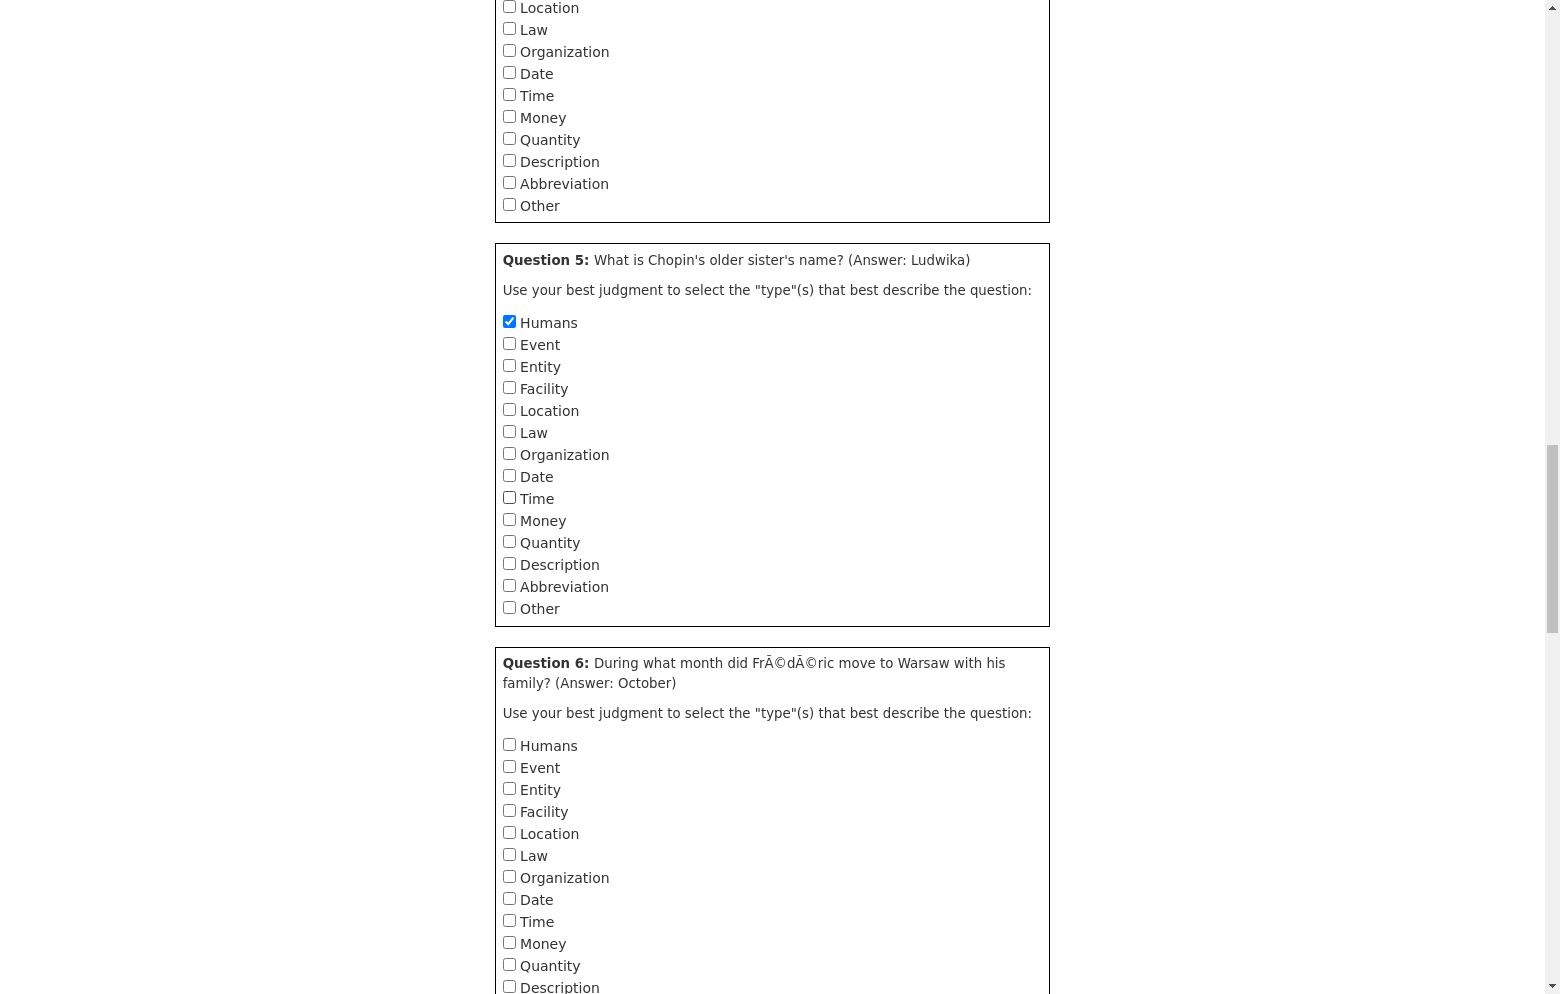 Location
Law
Organization
Date
Time
Money
Quantity
Description
Abbreviation
Other
Question 5: What is Chopin's older sister's name? (Answer: Ludwika)
Use your best judgment to select the "type"(s) that best describe the question:
Humans
Event
Entity
Facility
Location
Law
Organization
Date
Time
Money
Quantity
Description
Abbreviation
Other
Question 6: During what month did FrÃ©dÃ©ric move to Warsaw with his
family? (Answer: October)
Use your best judgment to select the "type"(s) that best describe the question:
Humans
Event
Entity
Facility
Location
Law
Organization
Date
Time
Money
Quantity
Description